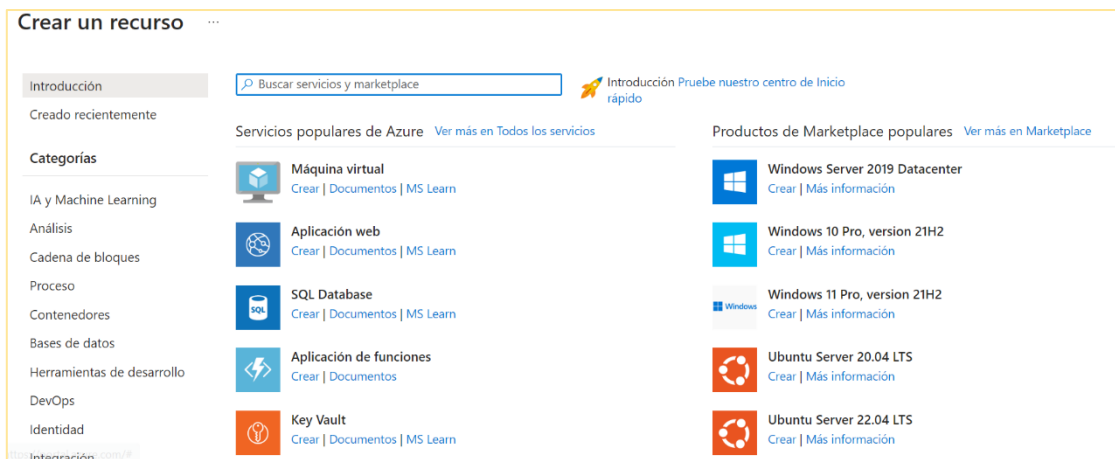 Crear un recurso ...
Introducción
Creado recientemente
Categorías
IA y Machine Learning
Análisis
Cadena de bloques
Proceso
Contenedores
Bases de datos
Herramientas de desarrollo
DevOps
Identidad
Integración
Buscar servicios y marketplace
Introducción Pruebe nuestro centro de Inicio
rápido
Servicios populares de Azure Ver más en Todos los servicios
Máquina virtual
Crear | Documentos | MS Learn
Aplicación web
Crear | Documentos | MS Learn
SQL
SQL Database
Crear | Documentos | MS Learn
Aplicación de funciones
Crear | Documentos
Key Vault
Crear | Documentos | MS Learn
Productos de Marketplace populares Ver más en Marketplace
Windows Server 2019 Datacenter
Crear | Más información
Windows 10 Pro, version 21H2
Crear | Más información
Windows
Windows 11 Pro, version 21H2
Crear | Más información
Ubuntu Server 20.04 LTS
Crear | Más información
Ubuntu Server 22.04 LTS
Crear | Más información